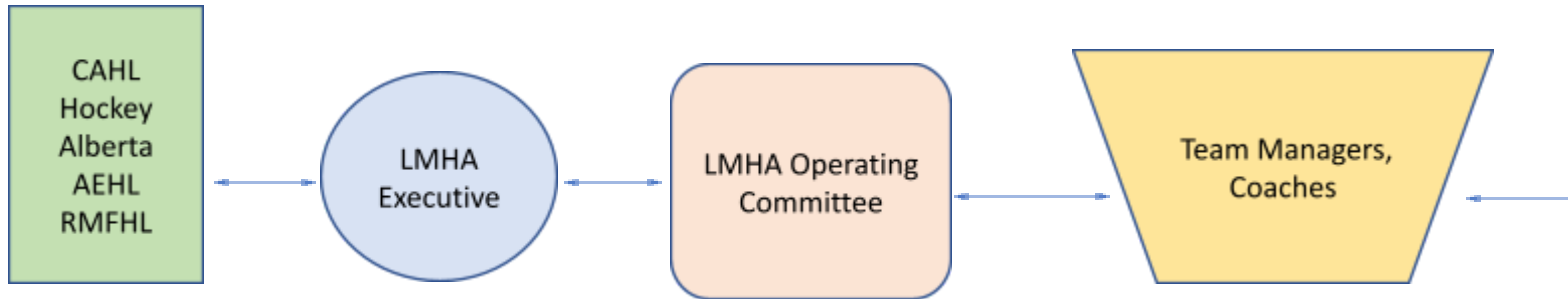 CAHL
Hockey
Alberta
AEHL
RMFHL
LMHA
Executive
LMHA Operating
Committee
Team Managers,
Coaches